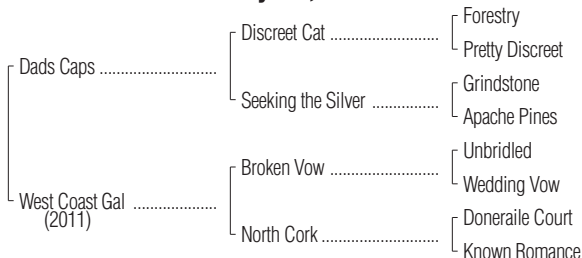 Forestry
Discreet Cat ........................
Pretty Discreet
Dads Caps ..........................
Grindstone
Seeking the Silver ...............
Apache Pines
Unbridled
Broken Vow ........................
Wedding Vow
West Coast Gal ..................
(2011)
Doneraile Court
North Cork ..........................
Known Romance